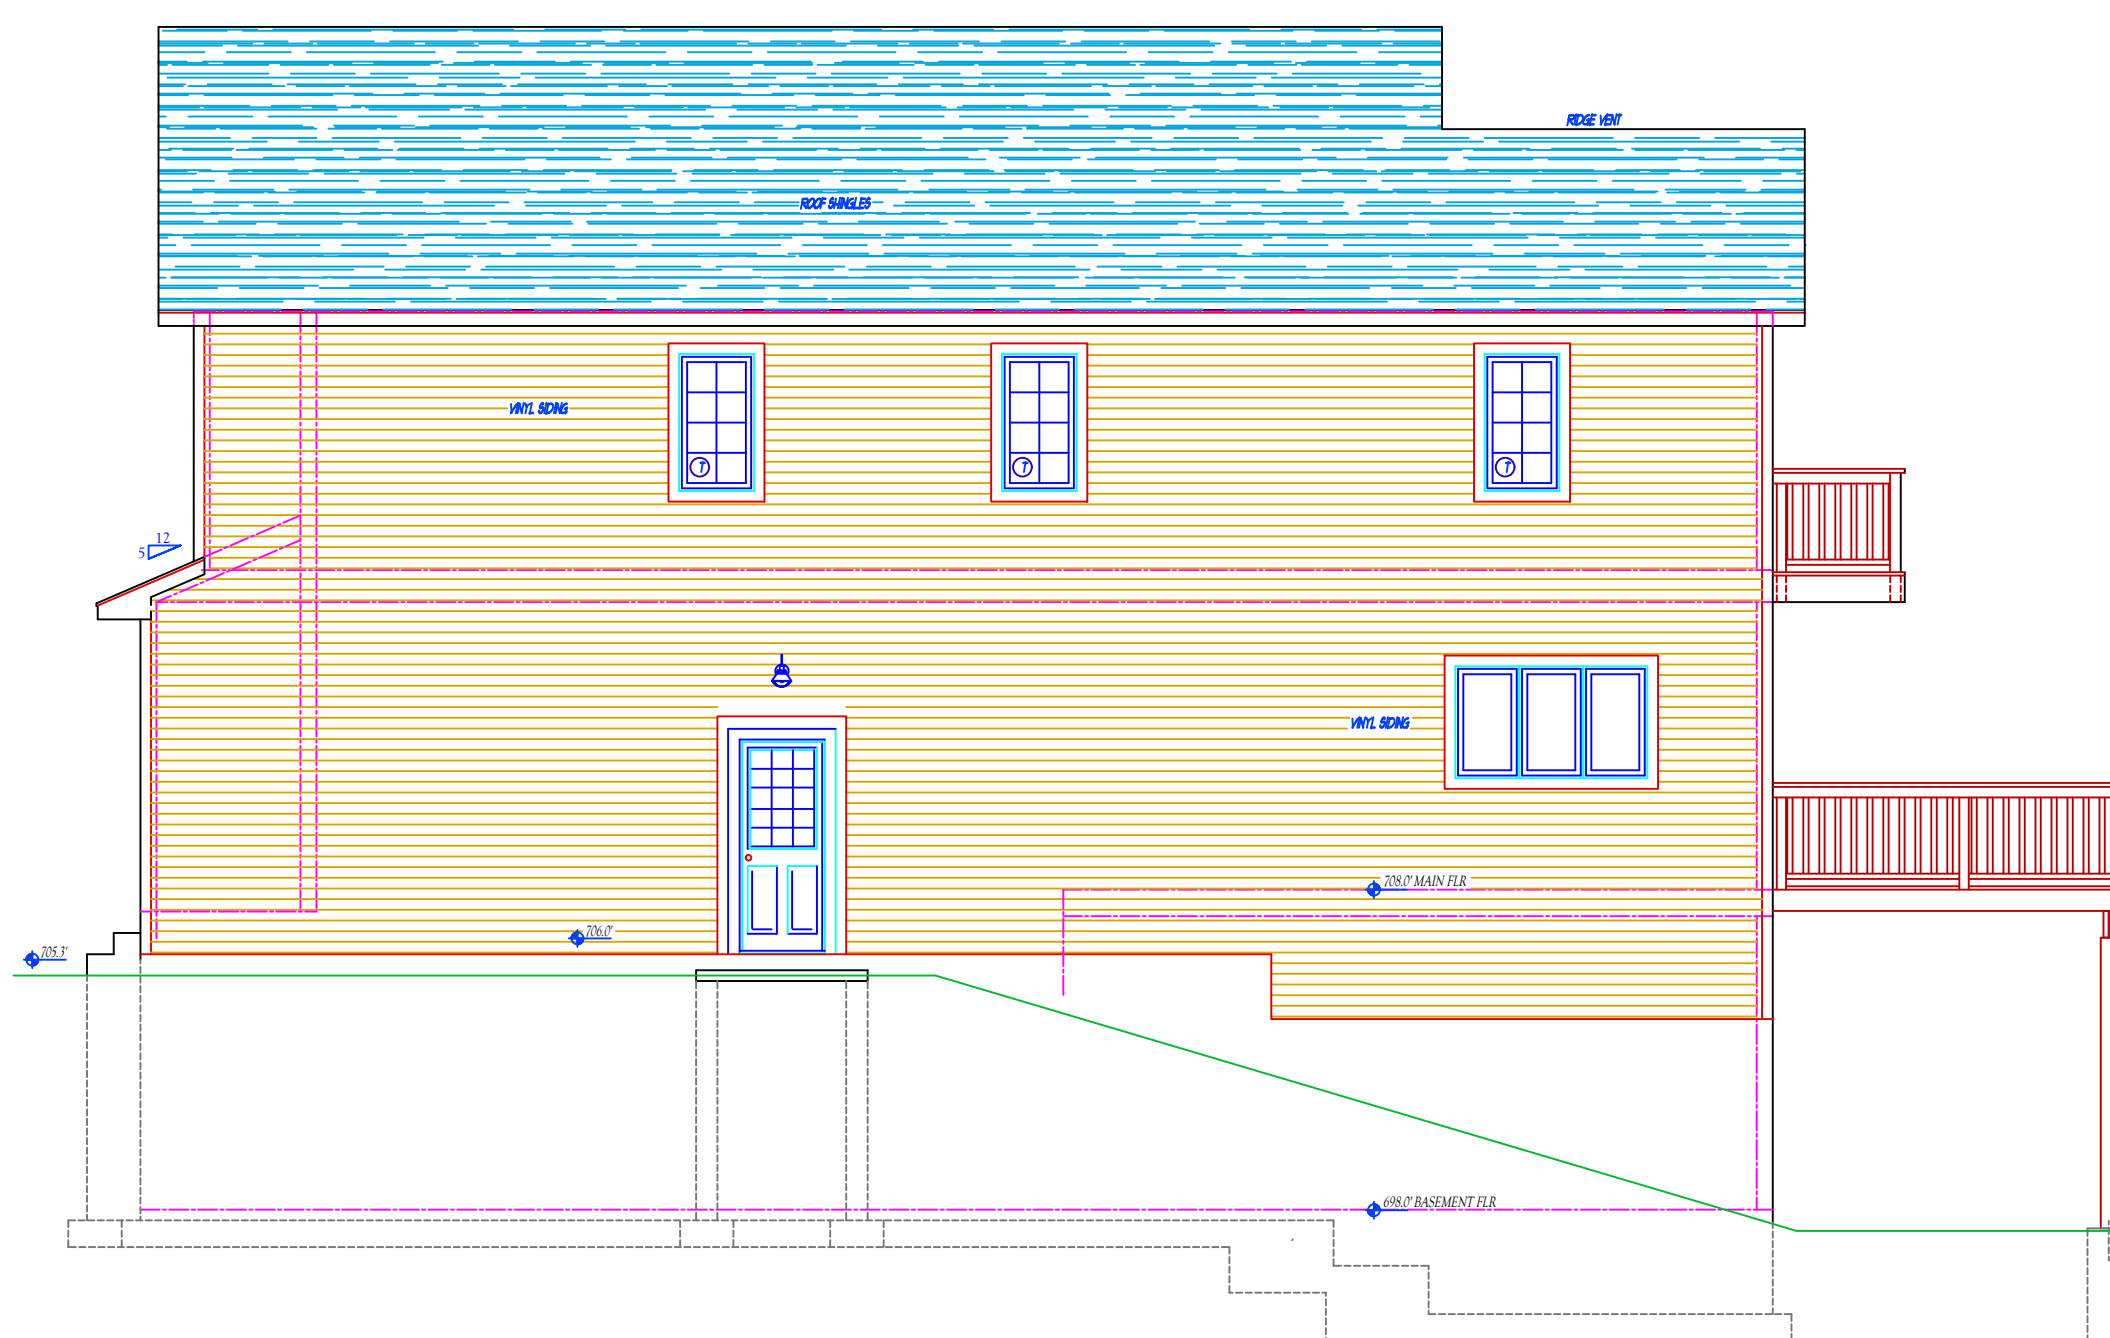 RIDGE VENT
ROOF SHINGLES
VINYL SIDING
T
T
T
12
5
VINYL SIDING
708.0' MAIN FLR
706.0'
705.3'
698.0' BASEMENT FLR